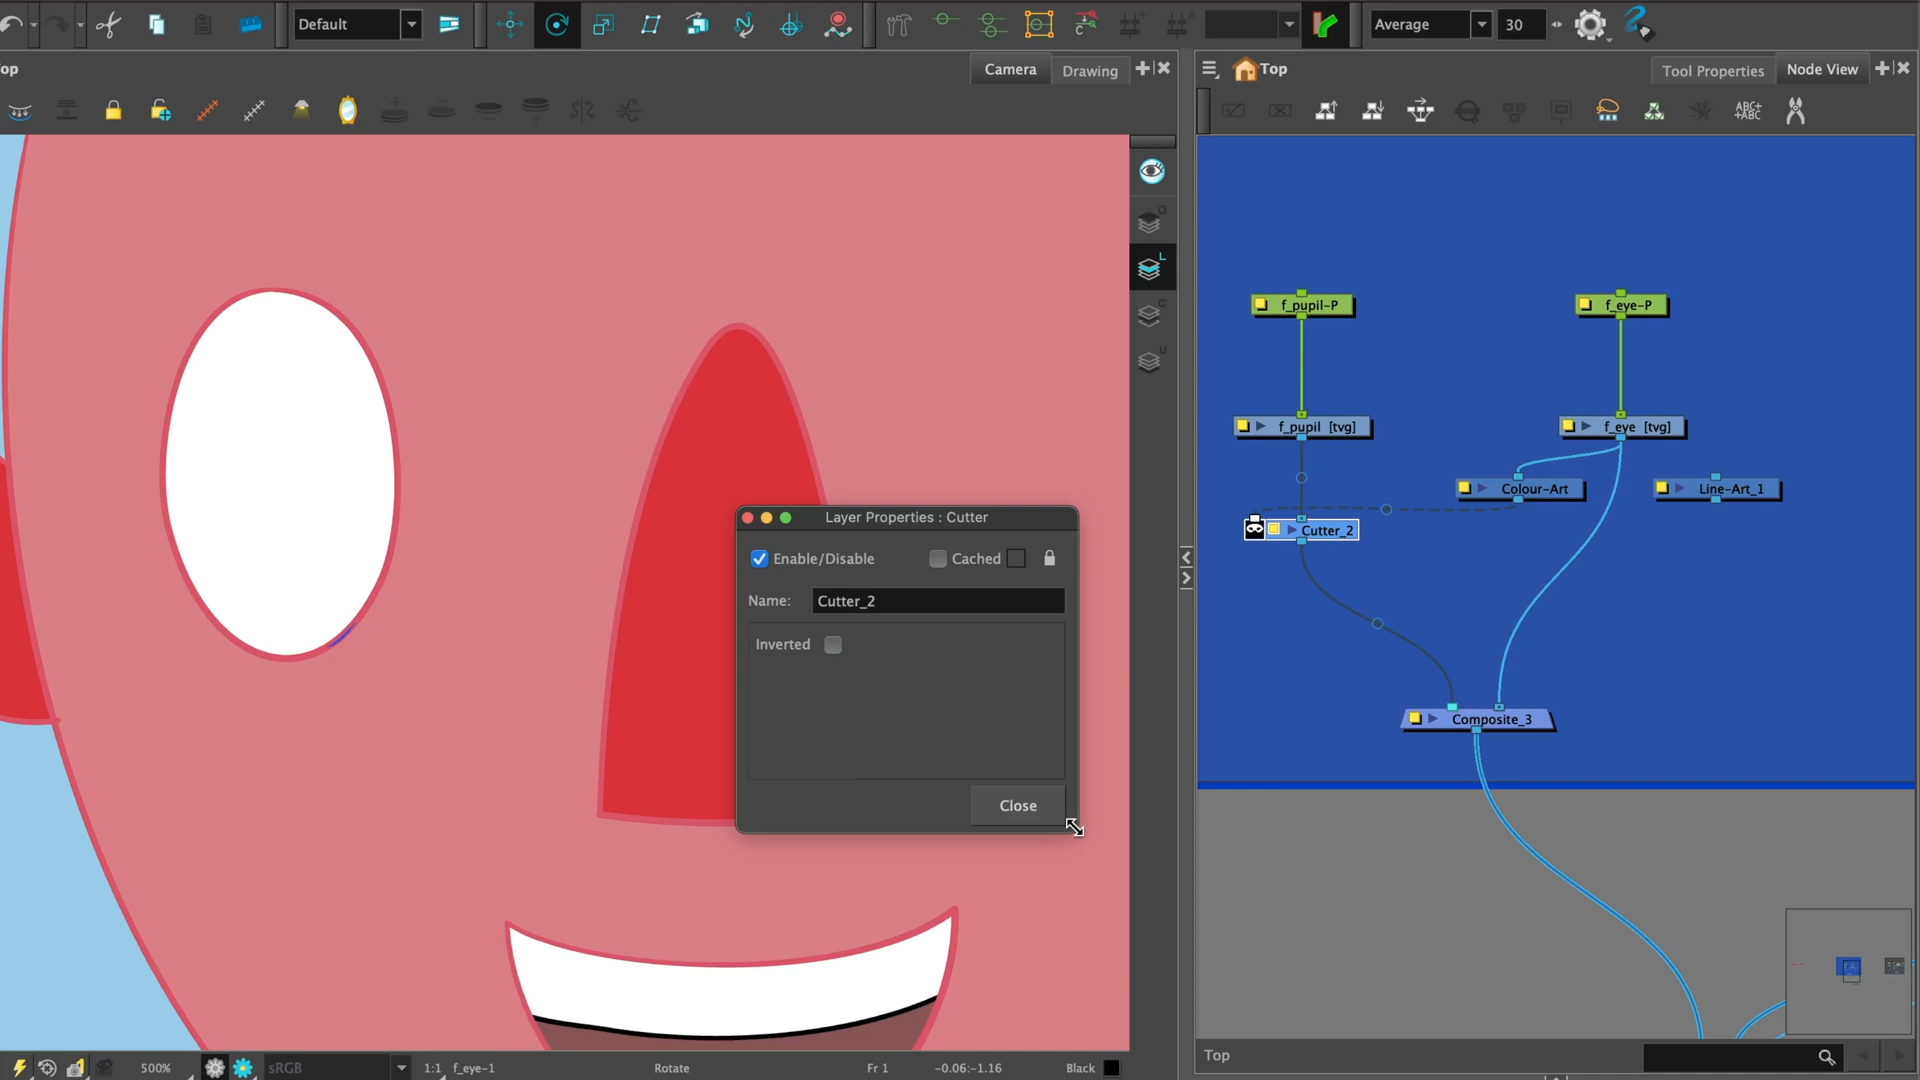 Default
Average
30
op
Camera
Drawing
Top
Tool Properties
Node View
ABC+
+ABC
O
L
C
U
f_pupil-P
f_eye-P
f_pupil [tvg]
f_eye [tvg]
Colour-Art
Line-Art_1
Cutter_2
Composite_3
Layer Properties : Cutter
Enable/Disable
Cached
Name:
Cutter_2
Inverted
Close
500%
sRGB
1:1
f_eye-1
Rotate
Fr 1
-0.06:-1.16
Black
Top